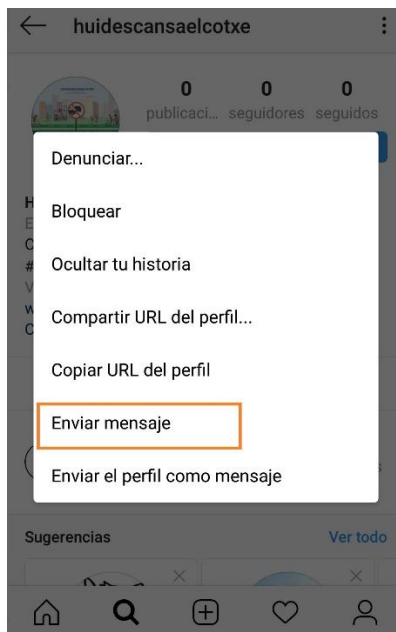 huidescansaelcotxe
0 0 0
publicaci... seguidores seguidos
Denunciar...
Bloquear
Ocultar tu historia
Compartir URL del perfil...
Copiar URL del perfil
Enviar mensaje
Enviar el perfil como mensaje
Sugerencias Ver todo